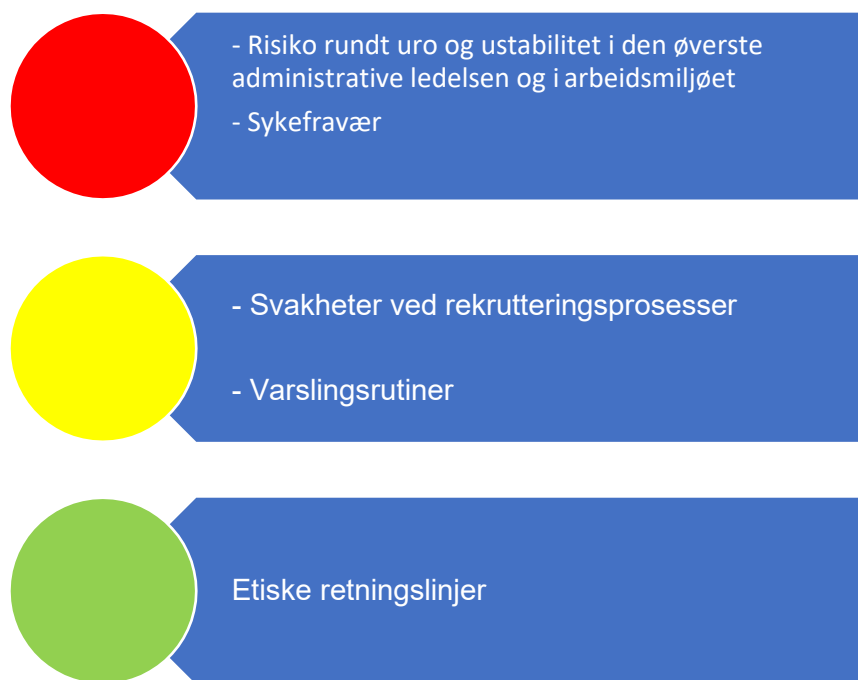 - Risiko rundt uro og ustabilitet i den øverste
administrative ledelsen og i arbeidsmiljøet
- Sykefravær
- Svakheter ved rekrutteringsprosesser
- Varslingsrutiner
Etiske retningslinjer